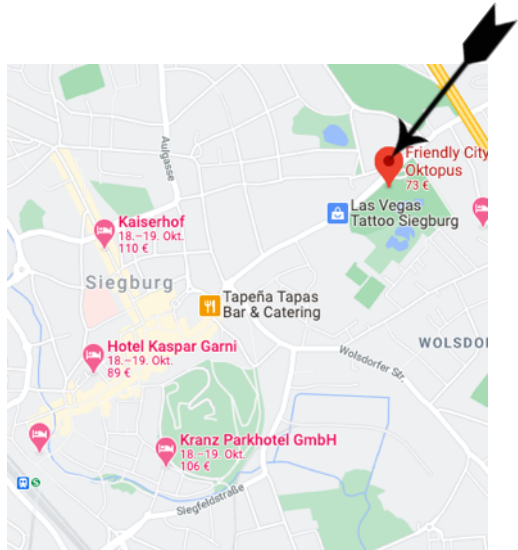 Friendly City
Oktopus
73 €
Las Vegas
Tattoo Siegburg
Aulgasse
Kaiserhof
18.–19. Okt.
110 €
Siegburg
Tapeña Tapas
Bar & Catering
WOLSDO
Wolsdorfer Str.
Hotel Kaspar Garni
18.–19. Okt.
89 €
Kranz Parkhotel GmbH
18.–19. Okt.
106 €
Siegfeldstraße
S